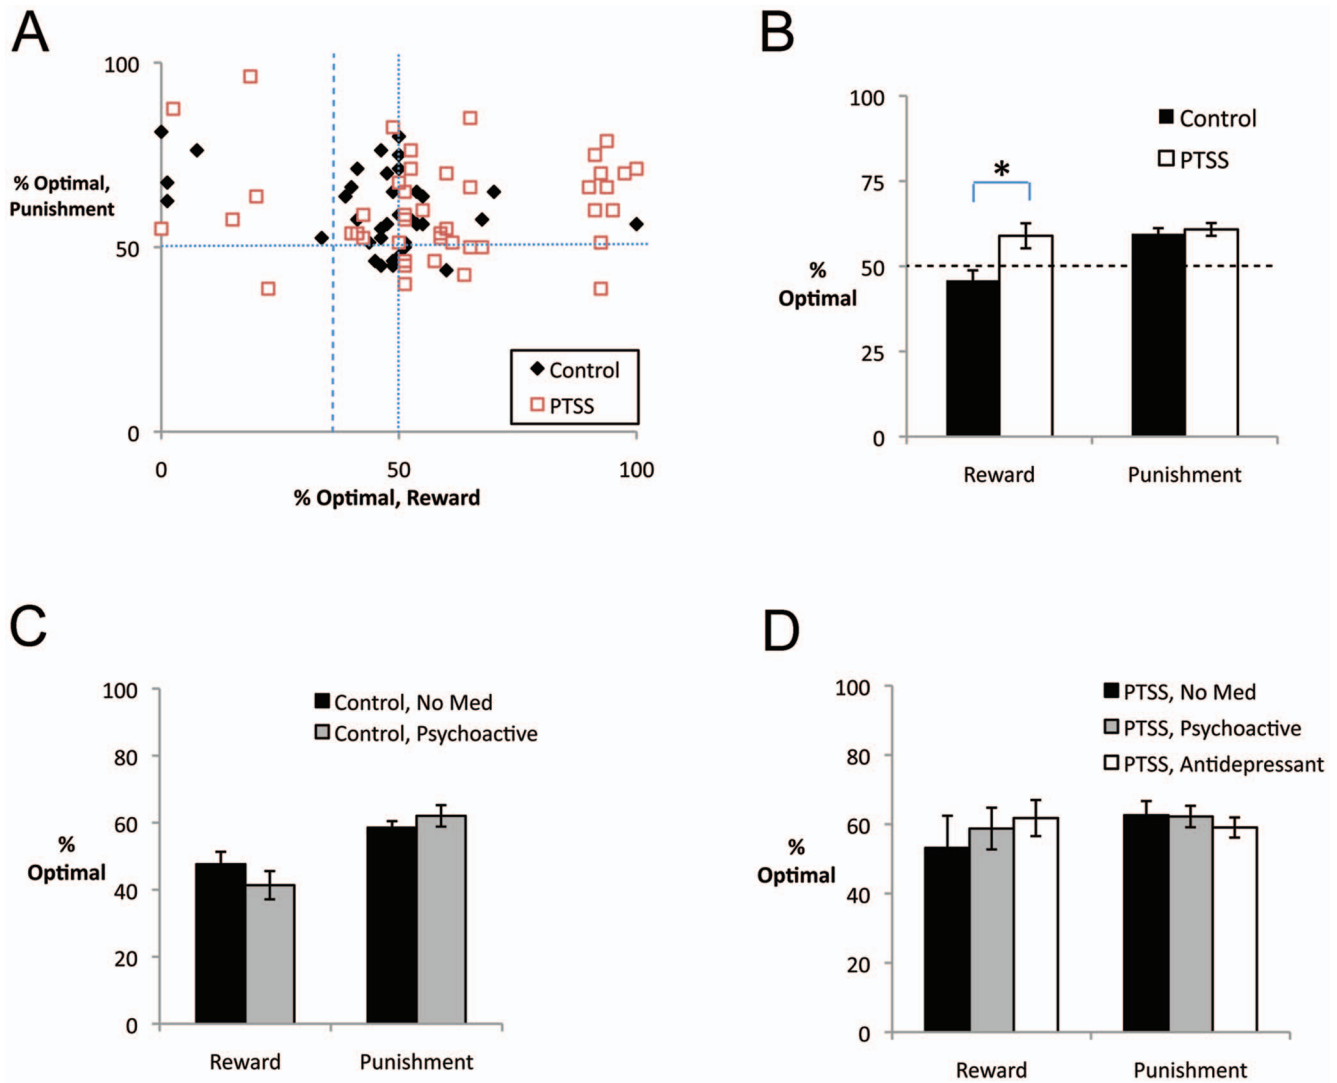 A
100
% Optimal,
Punishment
50
0
0
50
100
% Optimal, Reward
Control
PTSS
B
100
75
%
Optimal
50
25
0
*
Control
PTSS
Reward
Punishment
C
100
80
60
%
Optimal
40
20
0
Control, No Med
Control, Psychoactive
Reward
Punishment
D
100
80
60
%
Optimal
40
20
0
PTSS, No Med
PTSS, Psychoactive
PTSS, Antidepressant
Reward
Punishment